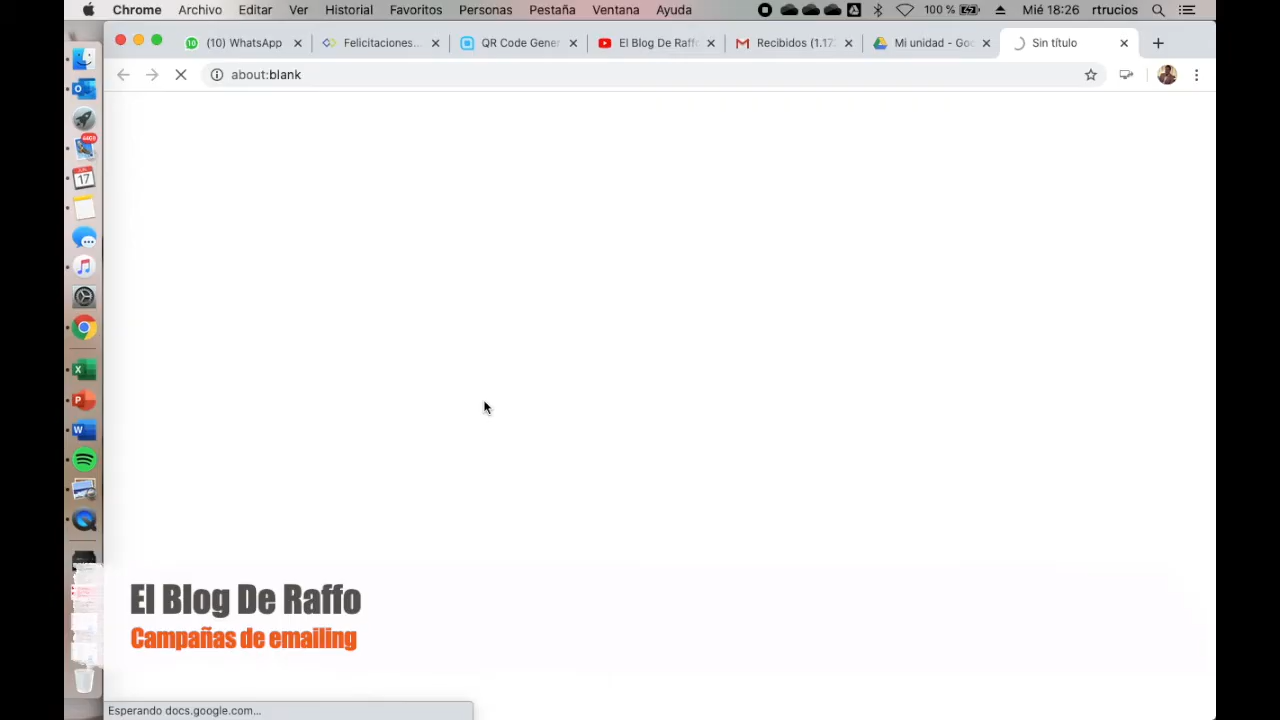 Chrome Archivo Editar Ver Historial Favoritos Personas Pestaña Ventana Ayuda 100 % Mié 18:26 rtrucios
(10) WhatsApp Felicitaciones... QR Code Gener El Blog De Raff Recibidos (1.17 Mi unidad - Goo Sin título
about:blank
17
El Blog De Raffo
Campañas de emailing
Esperando docs.google.com...